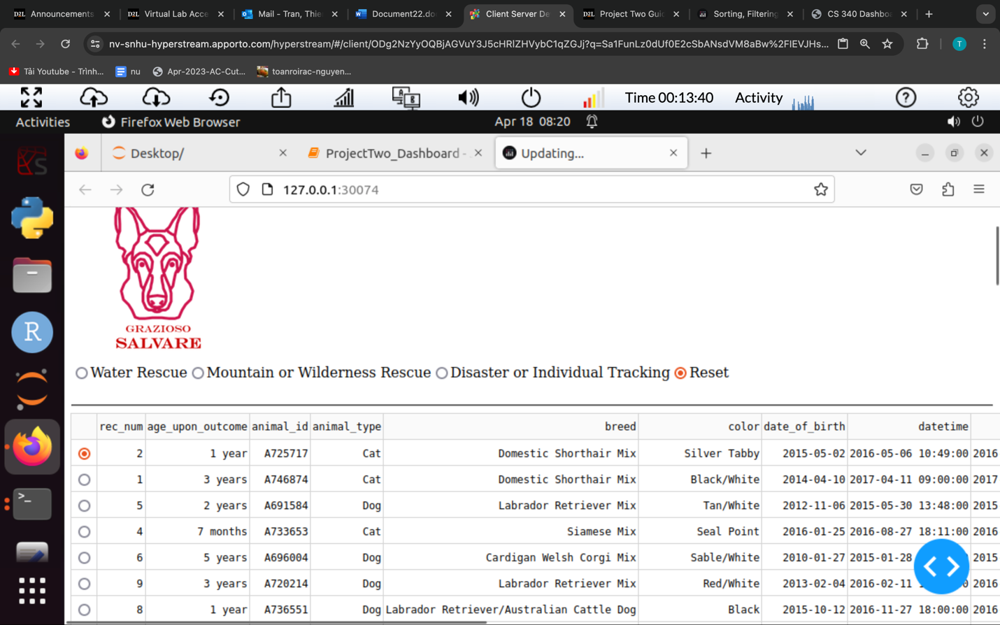 Announcements
Virtual Lab Acce
Mail - Tran, Thie
Document22.do
Client Server De
Project Two Gui
Sorting, Filtering
CS 340 Dashbo
nv-snhu-hyperstream.apporto.com/hyperstream/#/client/ODg2NzYyOQBjAGVuY3J5cHRlZHVybC1qZGJj?q=Sa1FunLz0dUf0E2cSbANsdVM8aBw%2FIEVJHs...
T
Tải Youtube - Trình...
nu
Apr-2023-AC-Cut...
toanroirac-nguyen...
Time 00:13:40
Activity
Activities
Firefox Web Browser
Apr 18 08:20
Desktop/
ProjectTwo_Dashboard -
Updating...
127.0.0.1:30074
GRAZIOSO
SALVARE
Water Rescue Mountain or Wilderness Rescue Disaster or Individual Tracking Reset
rec_num age_upon_outcome animal_id animal_type breed color date_of_birth datetime
2 1 year A725717 Cat Domestic Shorthair Mix Silver Tabby 2015-05-02 2016-05-06 10:49:00 2016
1 3 years A746874 Cat Domestic Shorthair Mix Black/White 2014-04-10 2017-04-11 09:00:00 2017
5 2 years A691584 Dog Labrador Retriever Mix Tan/White 2012-11-06 2015-05-30 13:48:00 2015
4 7 months A733653 Cat Siamese Mix Seal Point 2016-01-25 2016-08-27 18:11:00 2016
6 5 years A696004 Dog Cardigan Welsh Corgi Mix Sable/White 2010-01-27 2015-01-28 2015
9 3 years A720214 Dog Labrador Retriever Mix Red/White 2013-02-04 2016-02-11 2016
8 1 year A736551 Dog Labrador Retriever/Australian Cattle Dog Black 2015-10-12 2016-11-27 18:00:00 2016